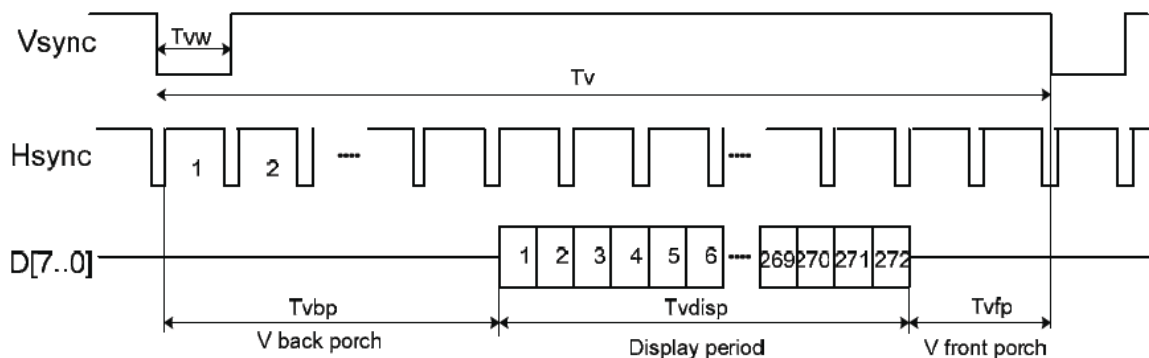 Vsync
Tvw
Tv
Hsync
1 2 ---- ----
D[7..0]
1 2 3 4 5 6 ---- 269 270 271 272
Tvbp Tvdisp Tvfp
V back porch Display period V front porch